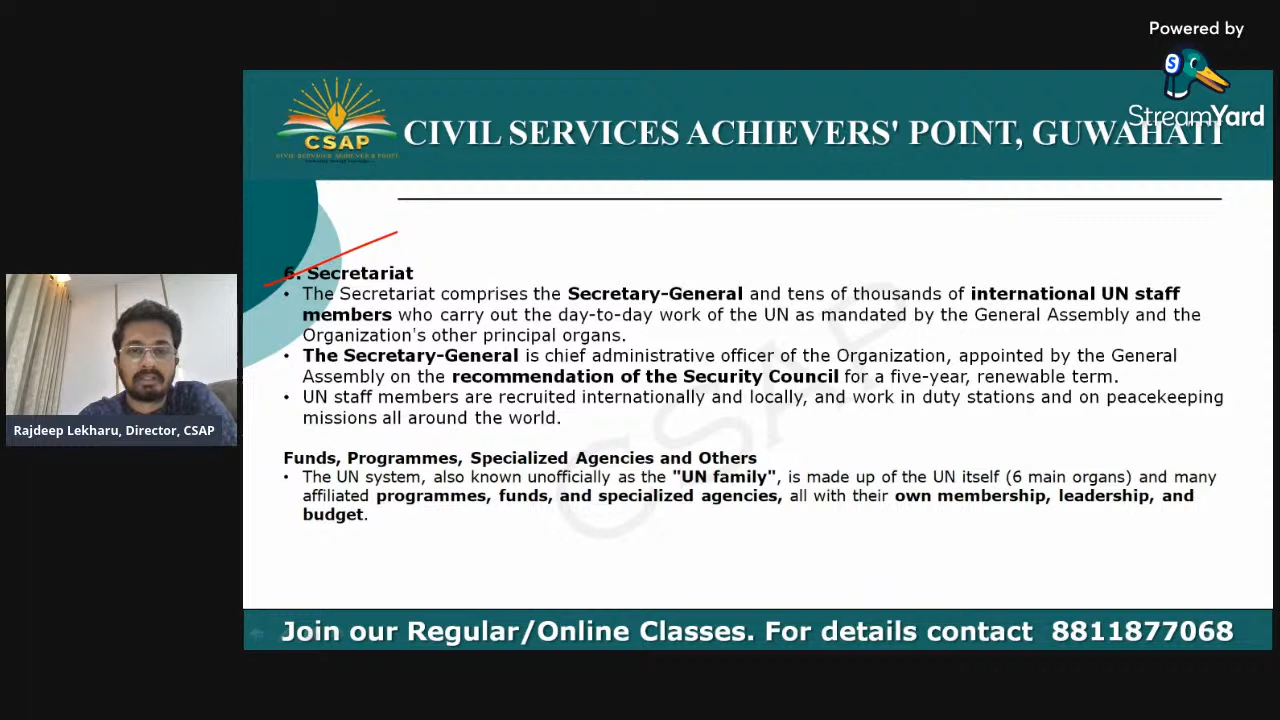 Powered by
StreamYard
CSAP
CIVIL SERVICES ACHIEVERS' POINT, GUWAHATI
6. Secretariat
• The Secretariat comprises the Secretary-General and tens of thousands of international UN staff
members who carry out the day-to-day work of the UN as mandated by the General Assembly and the
Organization's other principal organs.
• The Secretary-General is chief administrative officer of the Organization, appointed by the General
Assembly on the recommendation of the Security Council for a five-year, renewable term.
• UN staff members are recruited internationally and locally, and work in duty stations and on peacekeeping
missions all around the world.
Funds, Programmes, Specialized Agencies and Others
• The UN system, also known unofficially as the "UN family", is made up of the UN itself (6 main organs) and many
affiliated programmes, funds, and specialized agencies, all with their own membership, leadership, and
budget.
CSAP
Rajdeep Lekharu, Director, CSAP
Join our Regular/Online Classes. For details contact 8811877068